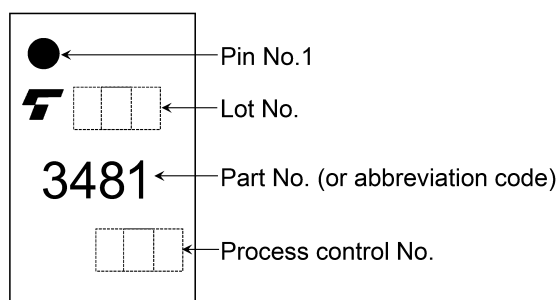 Pin No.1
Lot No.
3481 Part No. (or abbreviation code)
Process control No.